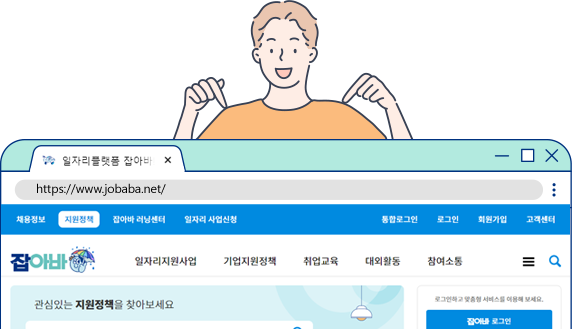 일자리플랫폼 잡아바
https://www.jobaba.net/
채용정보 지원정책 잡아바 러닝센터 일자리 사업신청 통합로그인 로그인 회원가입 고객센터
잡아바 일자리지원사업 기업지원정책 취업교육 대외활동 참여소통
관심있는 지원정책을 찾아보세요
로그인하고 맞춤형 서비스를 이용해 보세요.
잡아바 로그인